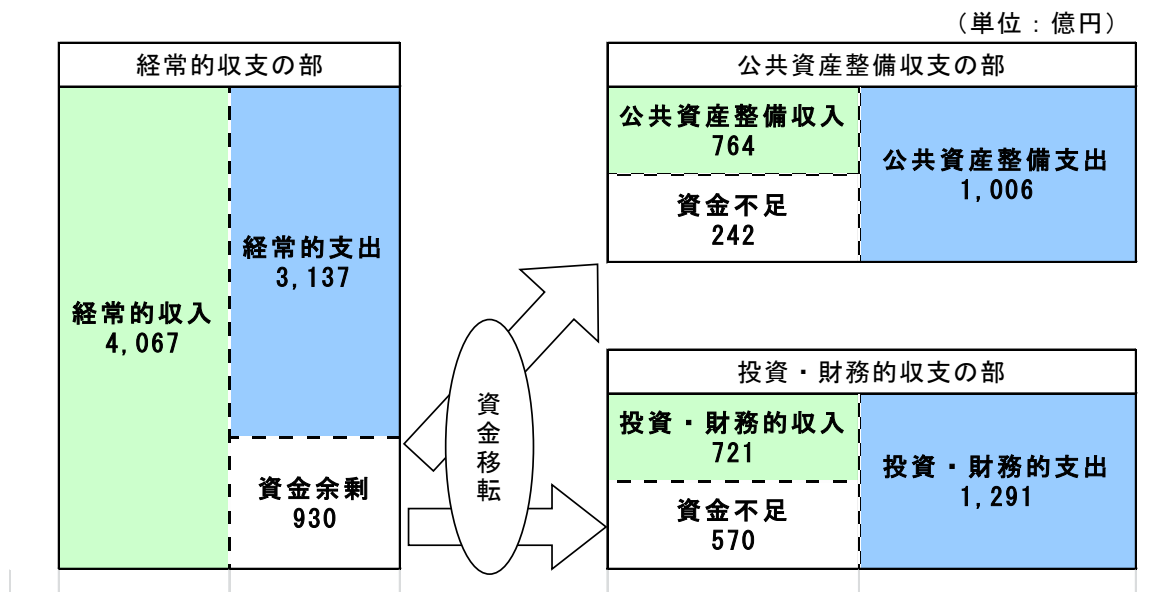 （単位：億円）
経常的収支の部
経常的収入
4,067
経常的支出
3,137
資金余剰
930
資金移転
公共資産整備収支の部
公共資産整備収入
764
資金不足
242
公共資産整備支出
1,006
投資・財務的収支の部
投資・財務的収入
721
資金不足
570
投資・財務的支出
1,291